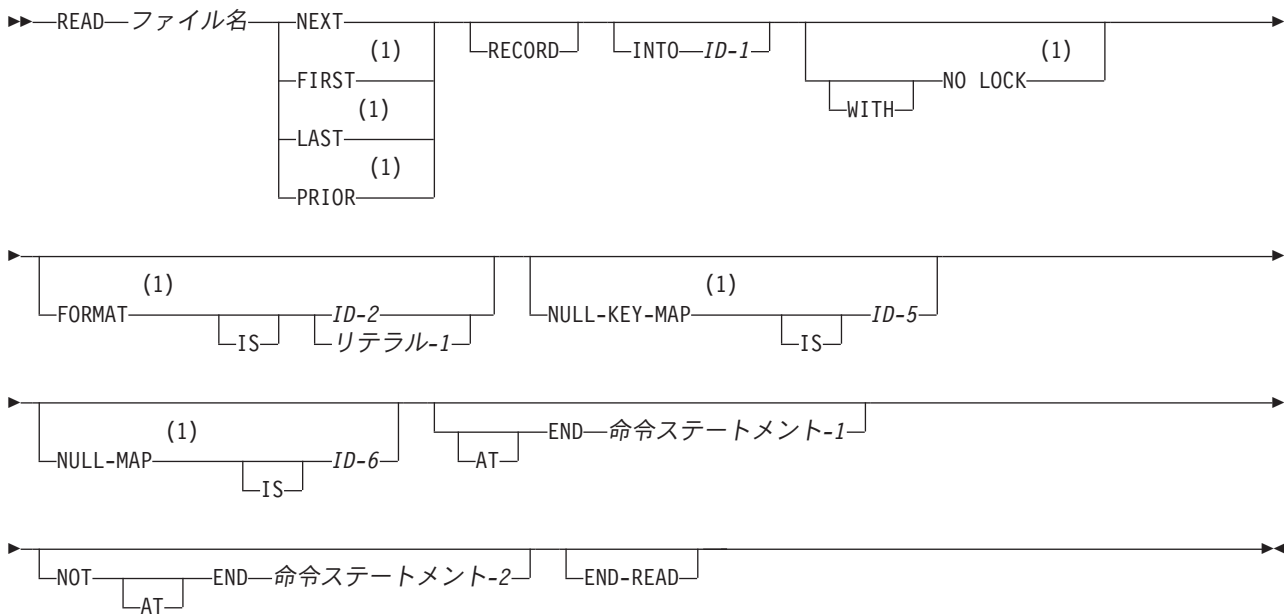 READ ファイル名 NEXT RECORD INTO ID-1 WITH NO LOCK (1)
FIRST (1)
LAST (1)
PRIOR (1)
FORMAT (1) IS ID-2 NULL-KEY-MAP (1) IS ID-5
リテラル-1
NULL-MAP (1) IS ID-6 AT END 命令ステートメント-1
NOT AT END 命令ステートメント-2 END-READ